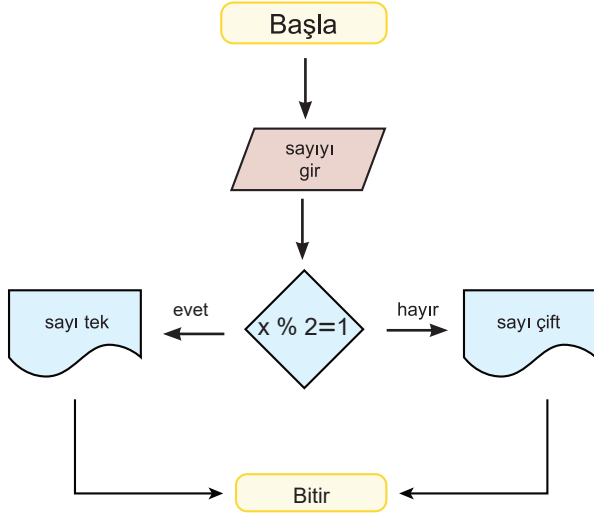 Başla
sayıyı
gir
evet
hayır
sayı tek
x % 2=1
sayı çift
Bitir